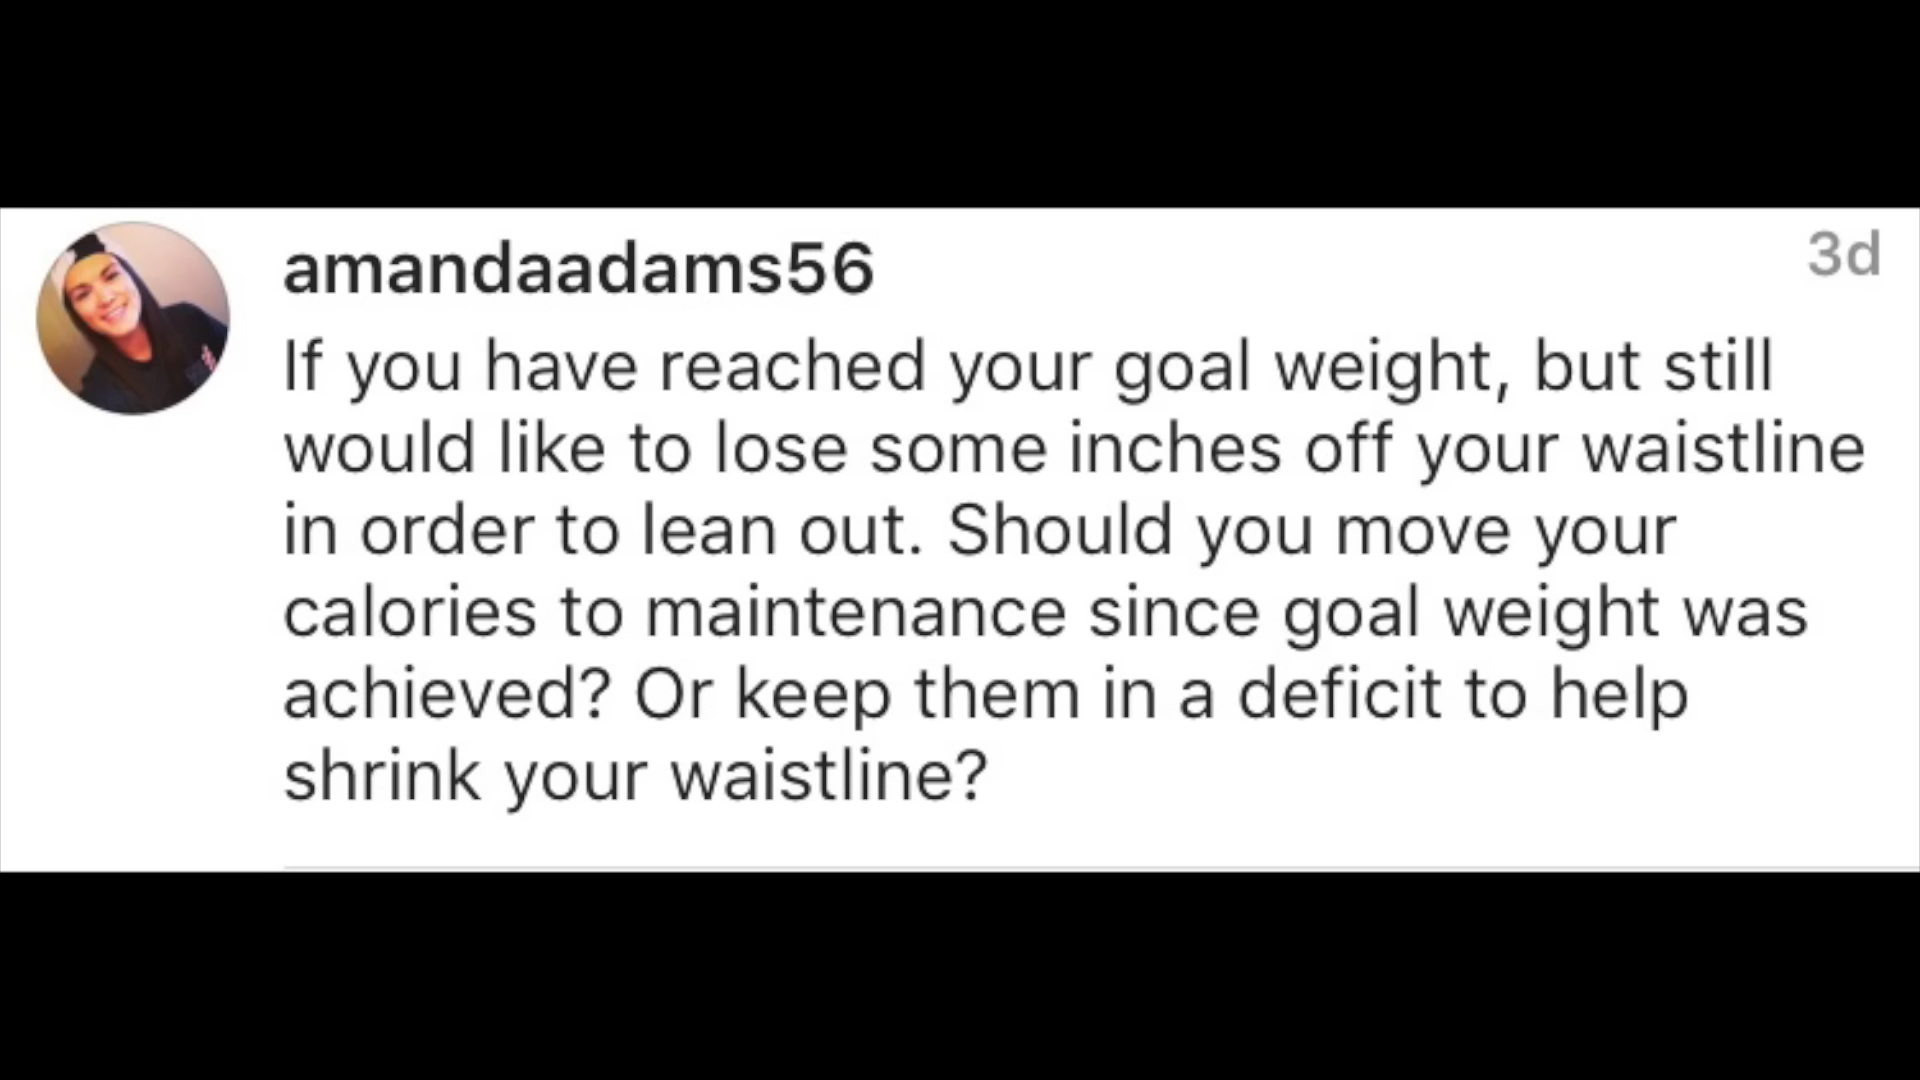 amandaadams56
3d
If you have reached your goal weight, but still
would like to lose some inches off your waistline
in order to lean out. Should you move your
calories to maintenance since goal weight was
achieved? Or keep them in a deficit to help
shrink your waistline?